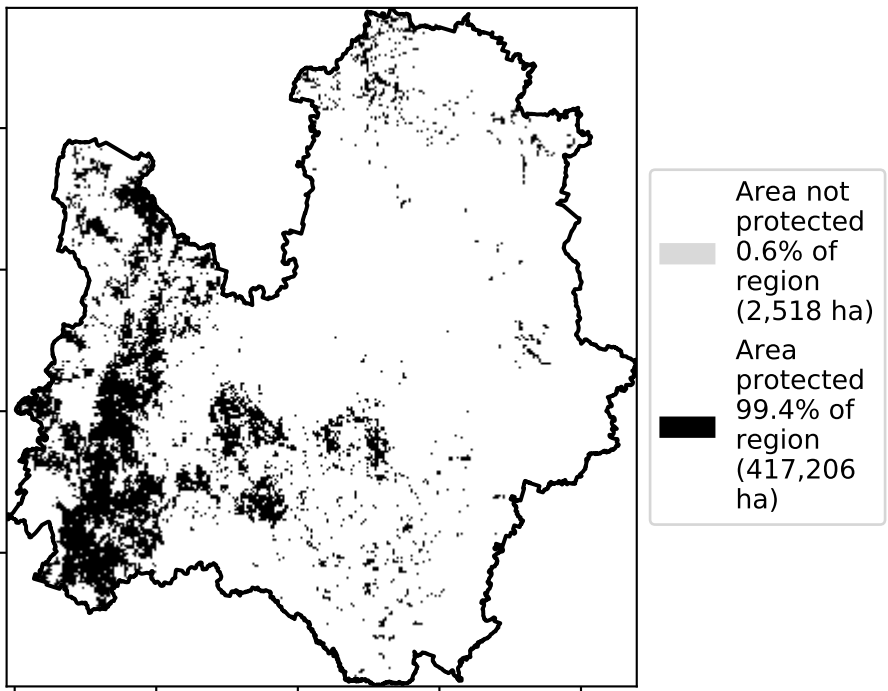 Area not
protected
0.6% of
region
(2,518 ha)
Area
protected
99.4% of
region
(417,206
ha)